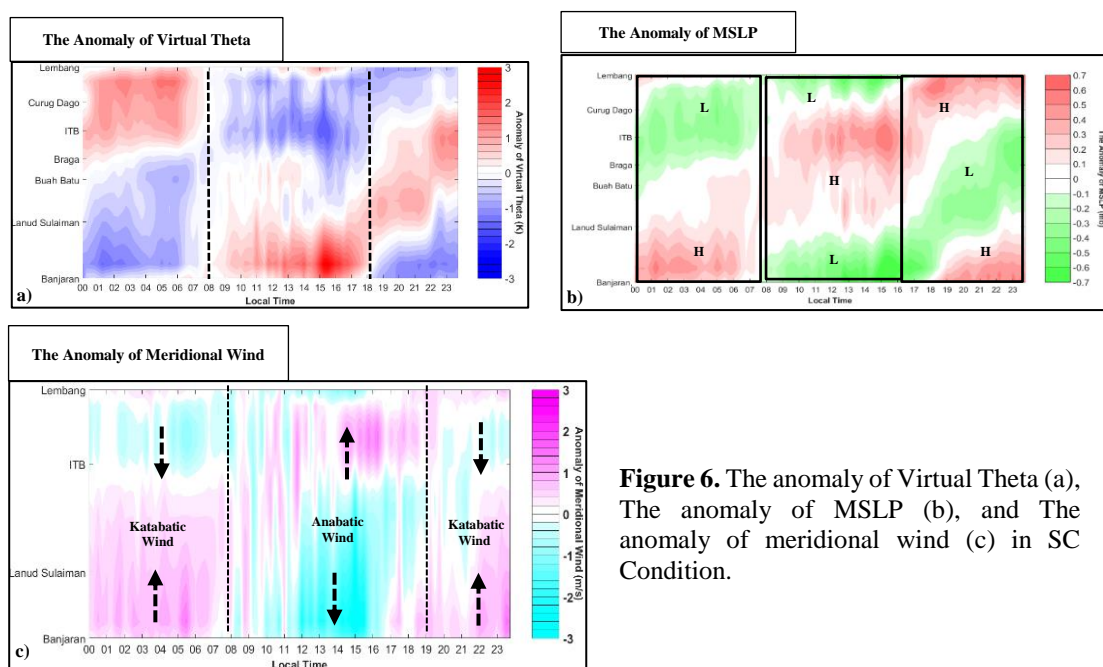 The Anomaly of Virtual Theta
Lembang
Curug Dago
ITB
Braga
Buah Batu
Lanud Sulaiman
Banjaran
00 01 02 03 04 05 06 07 08 09 10 11 12 13 14 15 16 17 18 19 20 21 22 23
Local Time
3
2
1
0
-1
-2
-3
Anomaly of Virtual Theta (K)
a)
The Anomaly of MSLP
Lembang
Curug Dago
ITB
Braga
Buah Batu
Lanud Sulaiman
Banjaran
L
H
L
H
L
H
L
H
00 01 02 03 04 05 06 07 08 09 10 11 12 13 14 15 16 17 18 19 20 21 22 23
Local Time
0.7
0.6
0.5
0.4
0.3
0.2
0.1
0
-0.1
-0.2
-0.3
-0.4
-0.5
-0.6
-0.7
The Anomaly of MSLP (mb)
b)
The Anomaly of Meridional Wind
Lembang
ITB
Lanud Sulaiman
Banjaran
Katabatic
Wind
Anabatic
Wind
Katabatic
Wind
00 01 02 03 04 05 06 07 08 09 10 11 12 13 14 15 16 17 18 19 20 21 22 23
Local Time
3
2
1
0
-1
-2
-3
Anomaly of Meridional Wind (m/s)
c)
Figure 6. The anomaly of Virtual Theta (a),
The anomaly of MSLP (b), and The
anomaly of meridional wind (c) in SC
Condition.